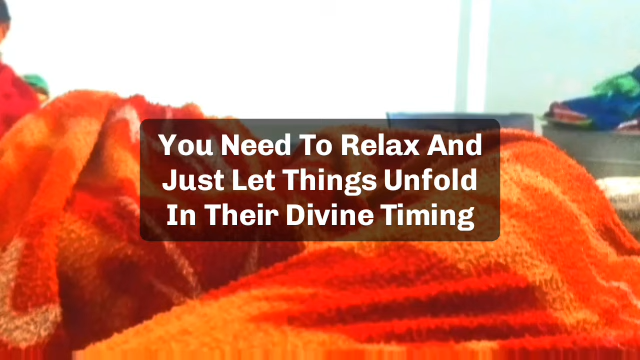 You Need To Relax And
Just Let Things Unfold
In Their Divine Timing